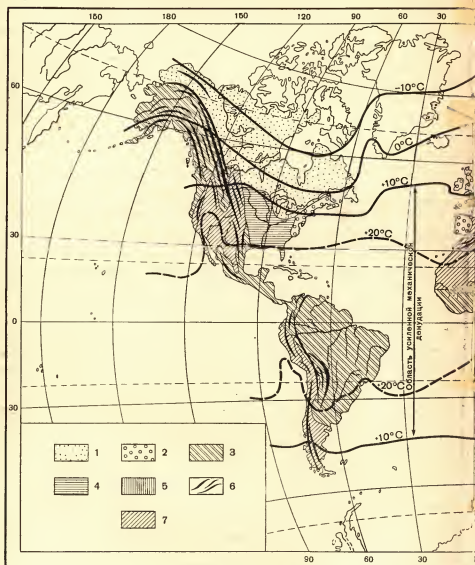 150 180 150 120 90 60 30
60
−10°C
0°C
+10°C
30
+20°C
Область усиленной механической
денудации
0
+20°C
30
+10°C
1 2 3
4 5 6
7
90 60 30